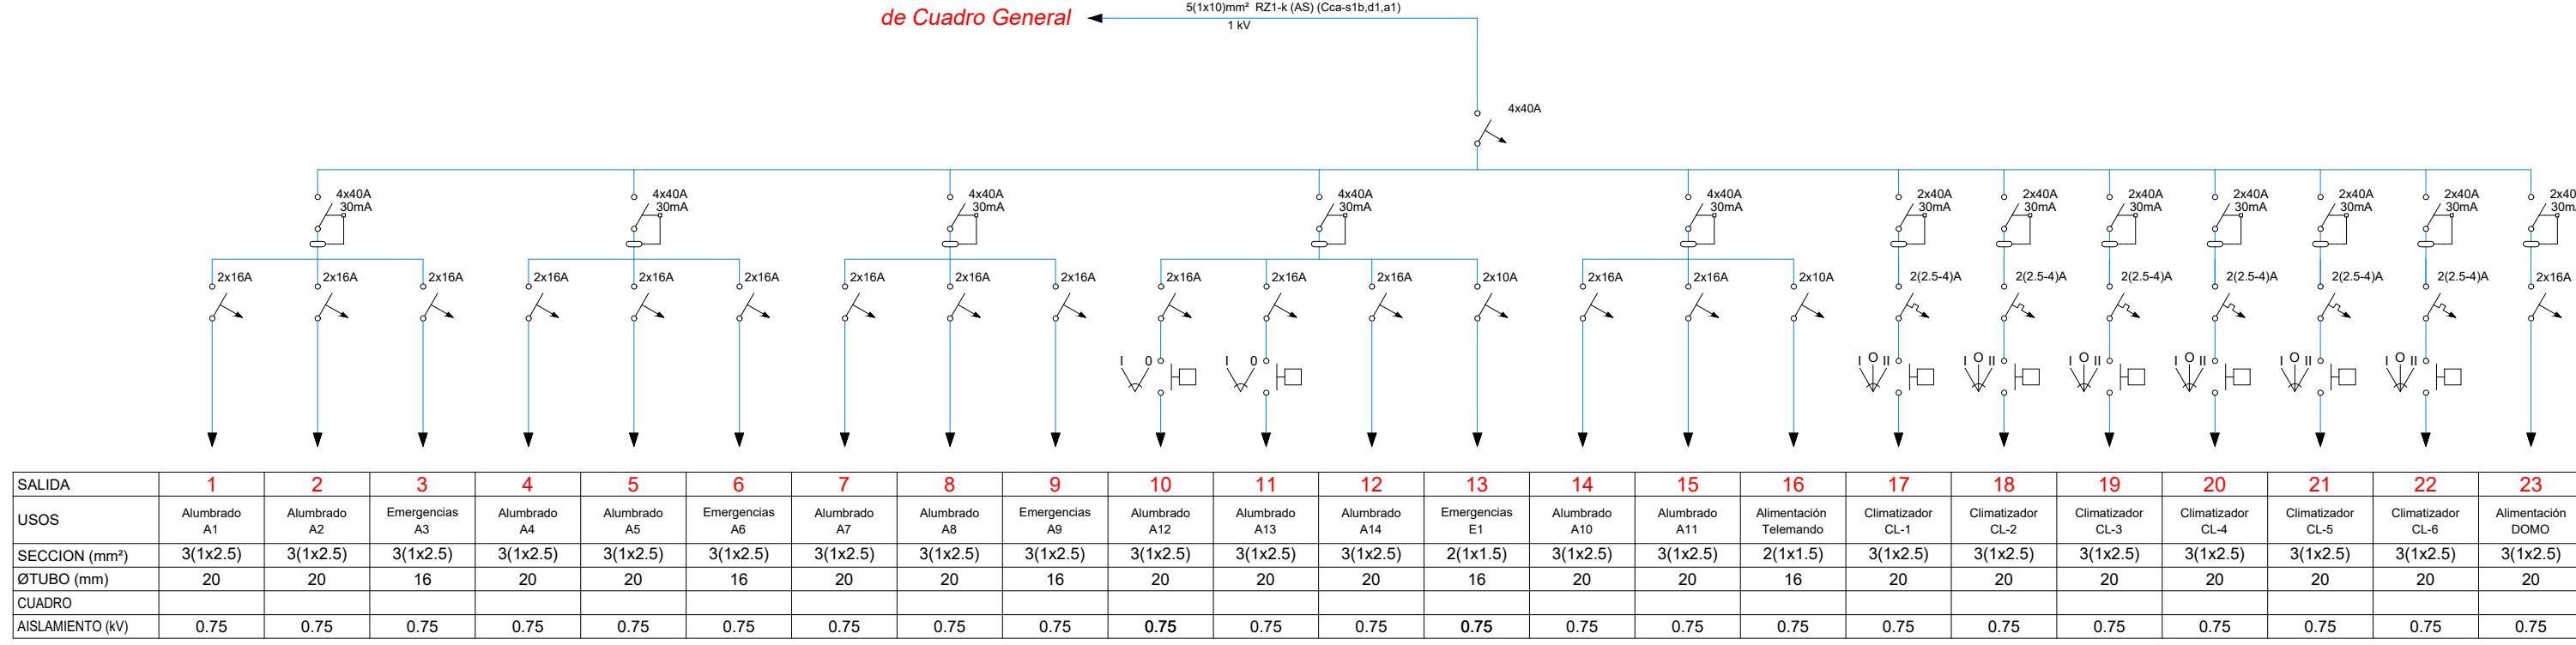 de Cuadro General
5(1x10)mm² RZ1-k (AS) (Cca-s1b,d1,a1)
1 kV
4x40A
4x40A 4x40A 4x40A 4x40A 4x40A 2x40A 2x40A 2x40A 2x40A 2x40A 2x40A 2x40
30mA 30mA 30mA 30mA 30mA 30mA 30mA 30mA 30mA 30mA 30mA 30m
2x16A 2x16A 2x16A 2x16A 2x16A 2x16A 2x16A 2x16A 2x16A 2x16A 2x16A 2x16A 2x10A 2x16A 2x16A 2x10A 2(2.5-4)A 2(2.5-4)A 2(2.5-4)A 2(2.5-4)A 2(2.5-4)A 2(2.5-4)A 2x16A
I 0 I 0 I O II I O II I O II I O II I O II I O II
SALIDA 1 2 3 4 5 6 7 8 9 10 11 12 13 14 15 16 17 18 19 20 21 22 23
USOS Alumbrado Alumbrado Emergencias Alumbrado Alumbrado Emergencias Alumbrado Alumbrado Emergencias Alumbrado Alumbrado Alumbrado Emergencias Alumbrado Alumbrado Alimentación Climatizador Climatizador Climatizador Climatizador Climatizador Climatizador Alimentación
A1 A2 A3 A4 A5 A6 A7 A8 A9 A12 A13 A14 E1 A10 A11 Telemando CL-1 CL-2 CL-3 CL-4 CL-5 CL-6 DOMO
SECCION (mm²) 3(1x2.5) 3(1x2.5) 3(1x2.5) 3(1x2.5) 3(1x2.5) 3(1x2.5) 3(1x2.5) 3(1x2.5) 3(1x2.5) 3(1x2.5) 3(1x2.5) 3(1x2.5) 2(1x1.5) 3(1x2.5) 3(1x2.5) 2(1x1.5) 3(1x2.5) 3(1x2.5) 3(1x2.5) 3(1x2.5) 3(1x2.5) 3(1x2.5) 3(1x2.5)
ØTUBO (mm) 20 20 16 20 20 16 20 20 16 20 20 20 16 20 20 16 20 20 20 20 20 20 20
CUADRO
AISLAMIENTO (kV) 0.75 0.75 0.75 0.75 0.75 0.75 0.75 0.75 0.75 0.75 0.75 0.75 0.75 0.75 0.75 0.75 0.75 0.75 0.75 0.75 0.75 0.75 0.75